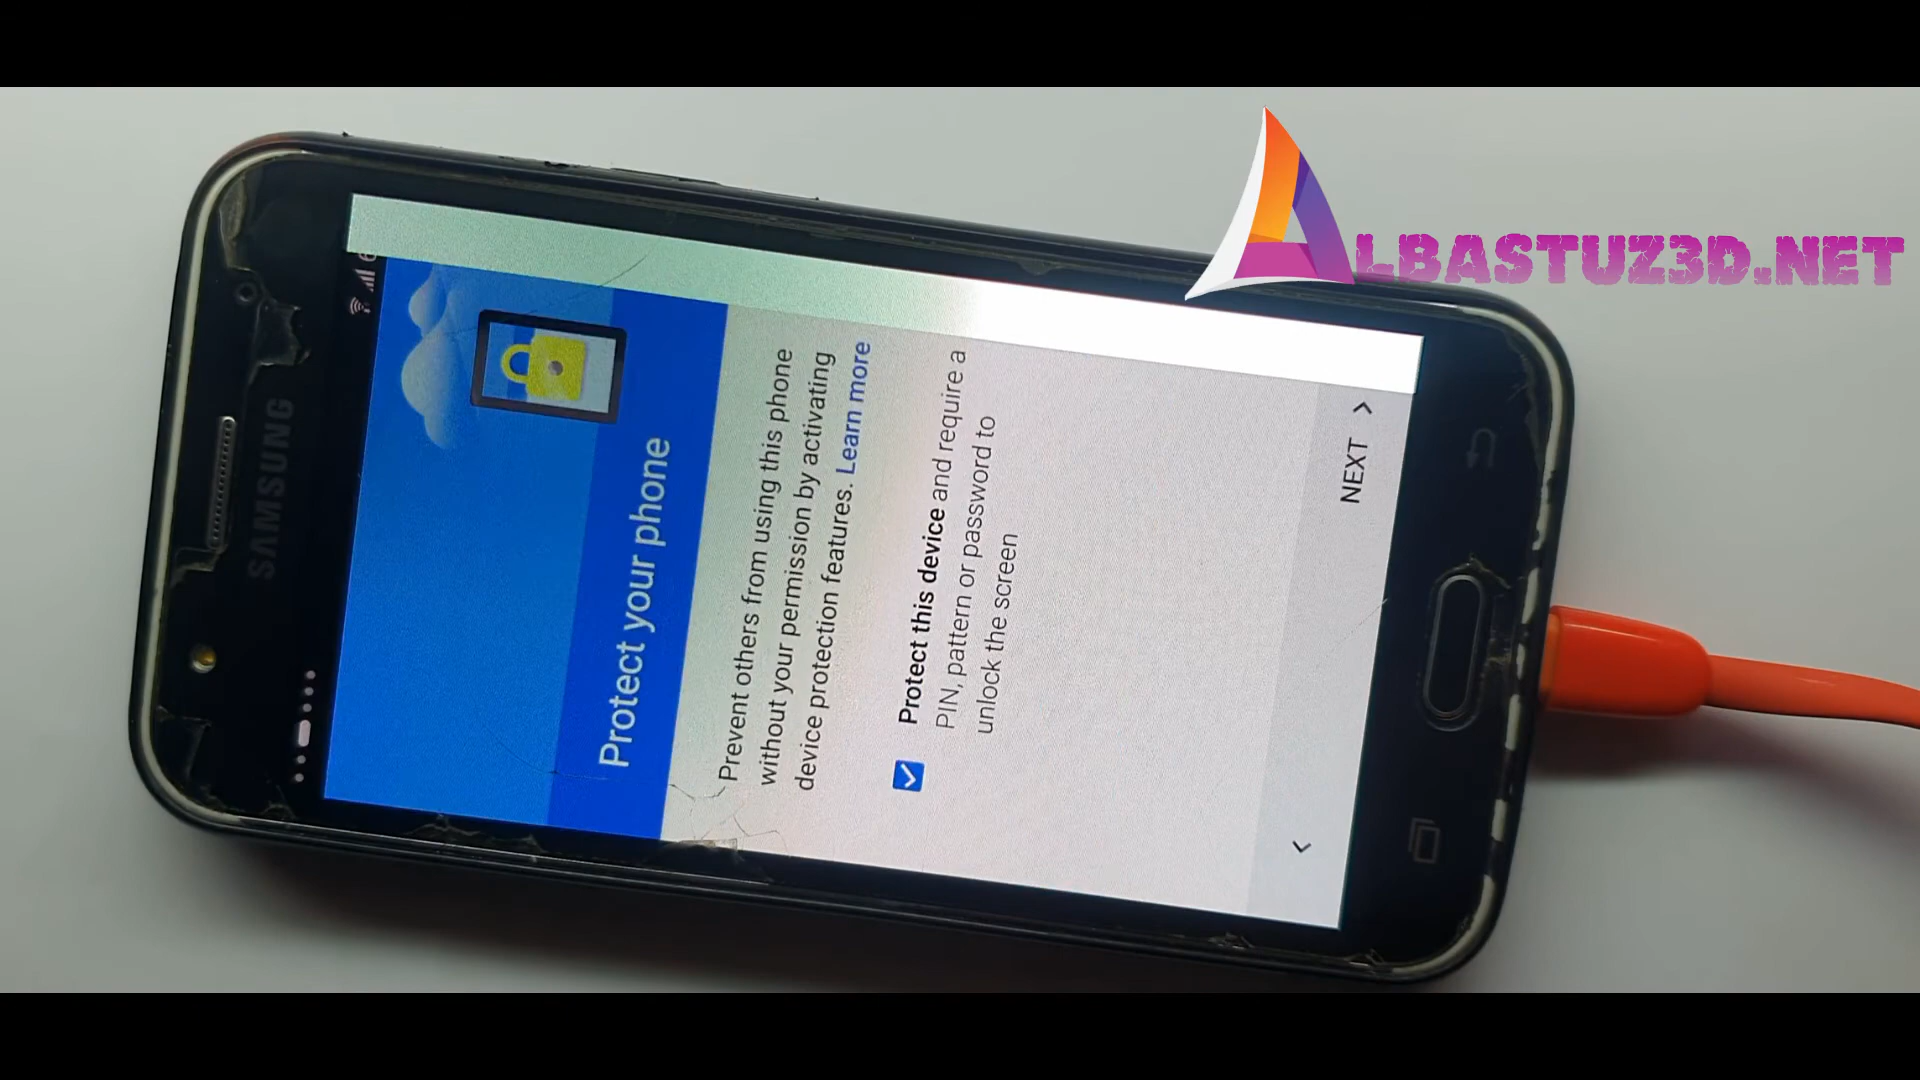 ALBASTUZ3D.NET
SAMSUNG
Protect your phone
Prevent others from using this phone
without your permission by activating
device protection features. Learn more
Protect this device and require a
PIN, pattern or password to
unlock the screen
NEXT